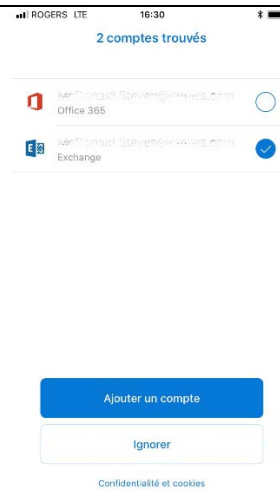 ROGERS LTE 16:30
2 comptes trouvés
Office 365
Exchange
Ajouter un compte
Ignorer
Confidentialité et cookies